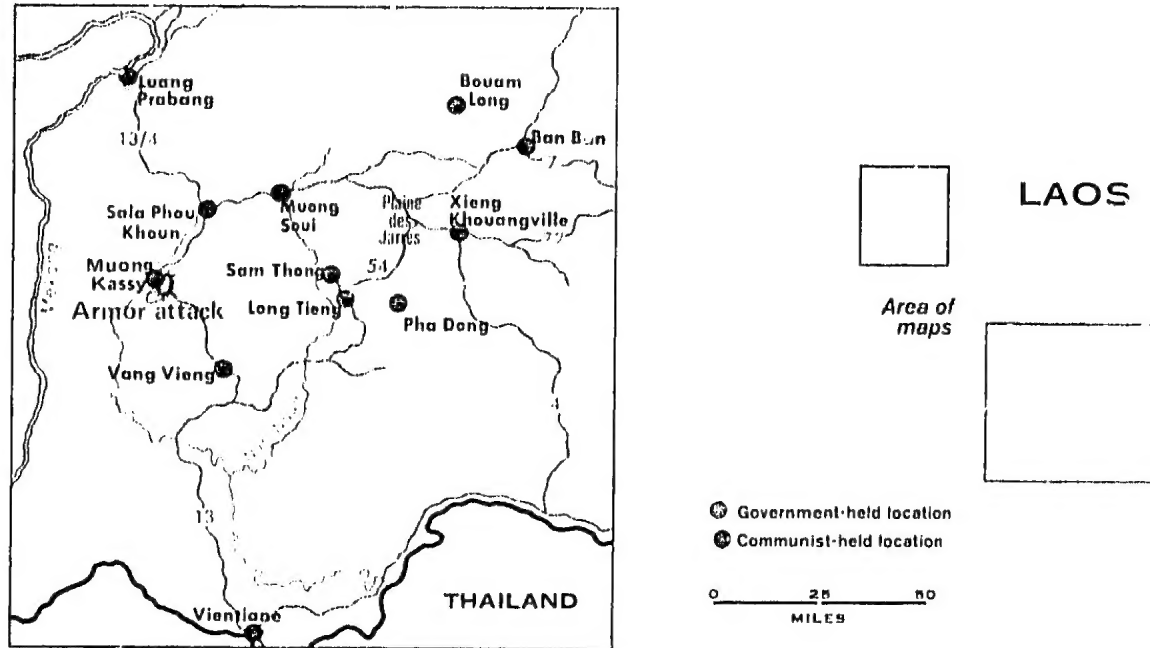 Luang
Prabang
Bouam
Long
Ban Ban
13/4
7
Sala Phou
Khoun
Muong
Soui
Plaine
des
Jarres
Xieng
Khouangville
72
Muong
Kassy
Armor attack
Sam Thong
54
Long Tieng
Pha Dong
Vang Vieng
13
THAILAND
Vientiane
LAOS
Area of
maps
Government-held location
Communist-held location
0 25 50
MILES